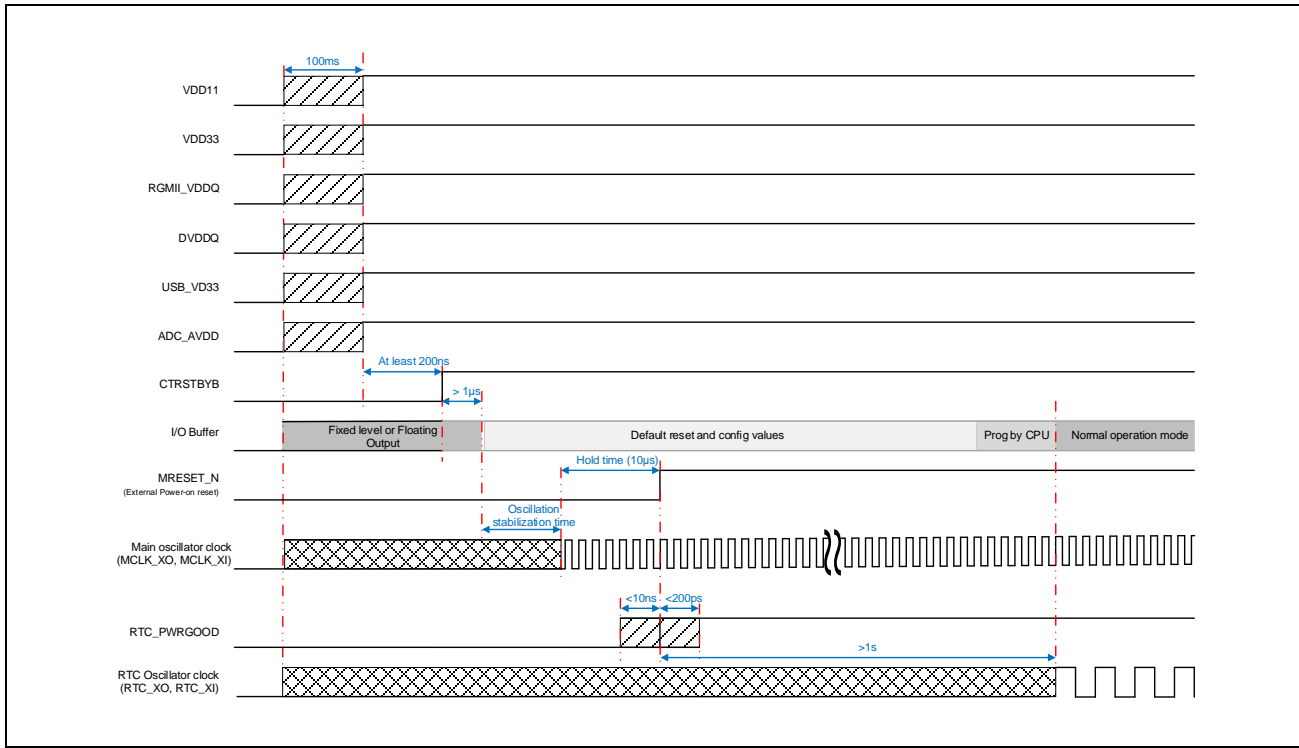 100ms
VDD11
VDD33
RGMII_VDDQ
DVDDQ
USB_VD33
ADC_AVDD
At least 200ns
CTRSTBYB
> 1µs
I/O Buffer
Fixed level or Floating
Output
Default reset and config values
Prog by CPU
Normal operation mode
Hold time (10µs)
MRESET_N
(External Power-on reset)
Oscillation
stabilization time
Main oscillator clock
(MCLK_XO, MCLK_XI)
<10ns
<200ps
RTC_PWRGOOD
>1s
RTC Oscillator clock
(RTC_XO, RTC_XI)